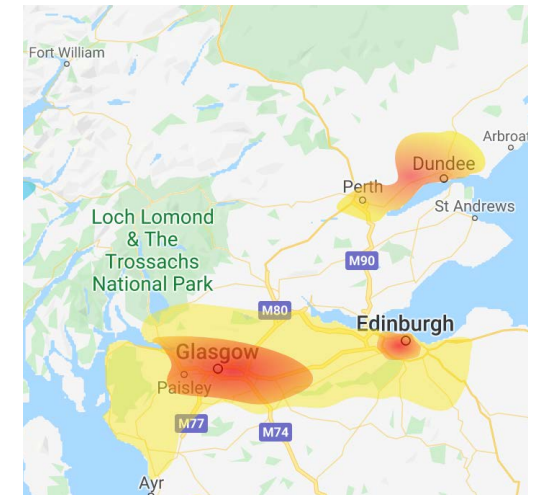 Fort William
Arbroat
Dundee
Perth
St Andrews
Loch Lomond
& The
Trossachs
National Park
M90
M80
Edinburgh
Glasgow
Paisley
M77
M74
Ayr